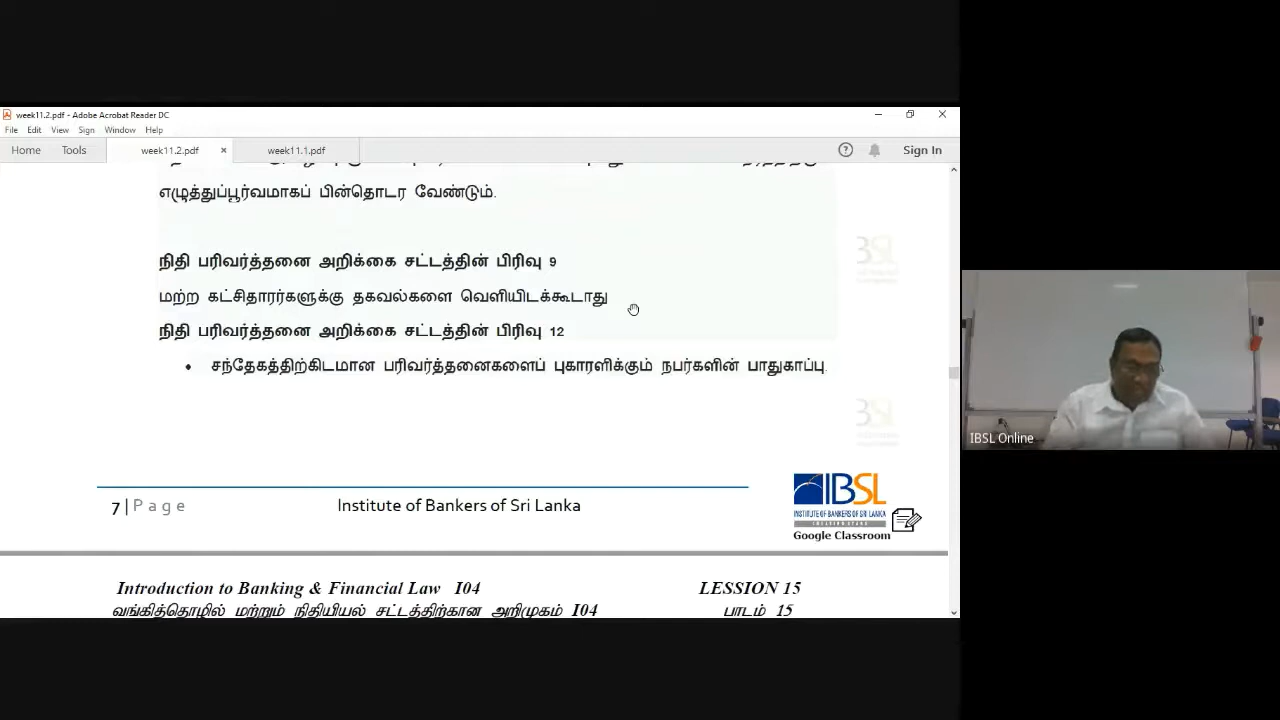 week11.2.pdf - Adobe Acrobat Reader DC
File Edit View Sign Window Help
Home Tools week11.2.pdf × week11.1.pdf Sign In
எழுத்துப்பூர்வமாகப் பின்தொடர வேண்டும்.
நிதி பரிவர்த்தனை அறிக்கை சட்டத்தின் பிரிவு 9
மற்ற கட்சிதாரர்களுக்கு தகவல்களை வெளியிடக்கூடாது
நிதி பரிவர்த்தனை அறிக்கை சட்டத்தின் பிரிவு 12
• சந்தேகத்திற்கிடமான பரிவர்த்தனைகளைப் புகாரளிக்கும் நபர்களின் பாதுகாப்பு.
7 | Page Institute of Bankers of Sri Lanka
IBSL
INSTITUTE OF BANKERS OF SRI LANKA
Google Classroom
Introduction to Banking & Financial Law I04 LESSION 15
வங்கித்தொழில் மற்றும் நிதியியல் சட்டத்திற்கான அறிமுகம் I04 பாடம் 15
IBSL Online